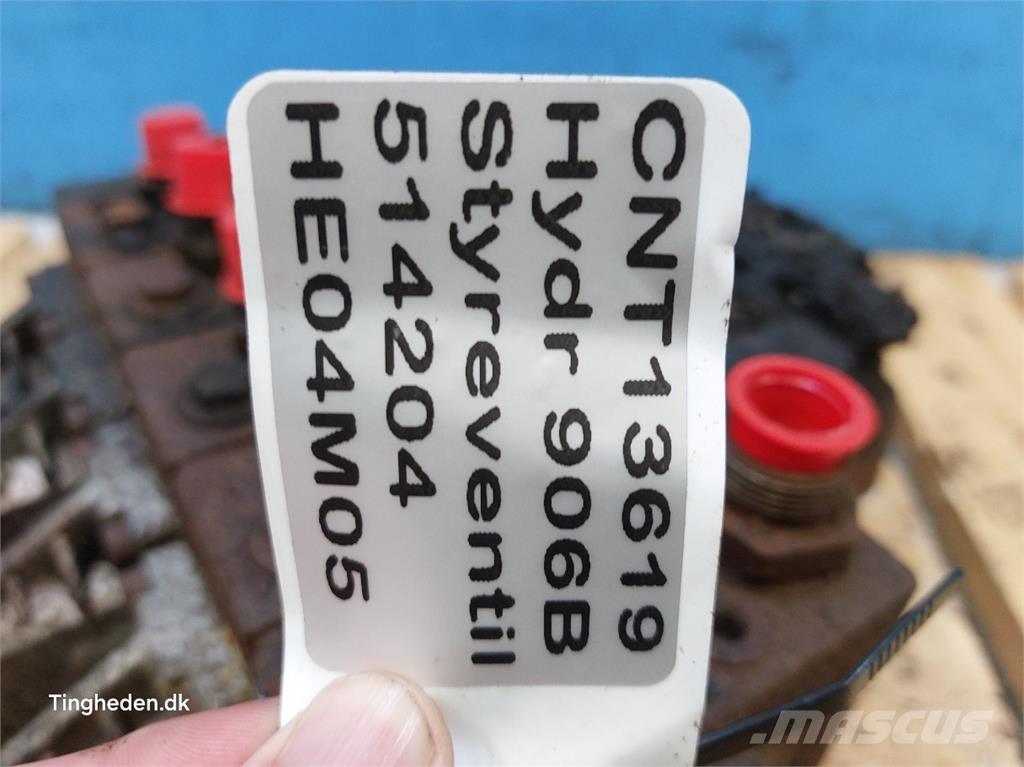 CNT13619
Hydr 906B
Styreventil
514204
HE04M05
Tingheden.dk
MASCUS